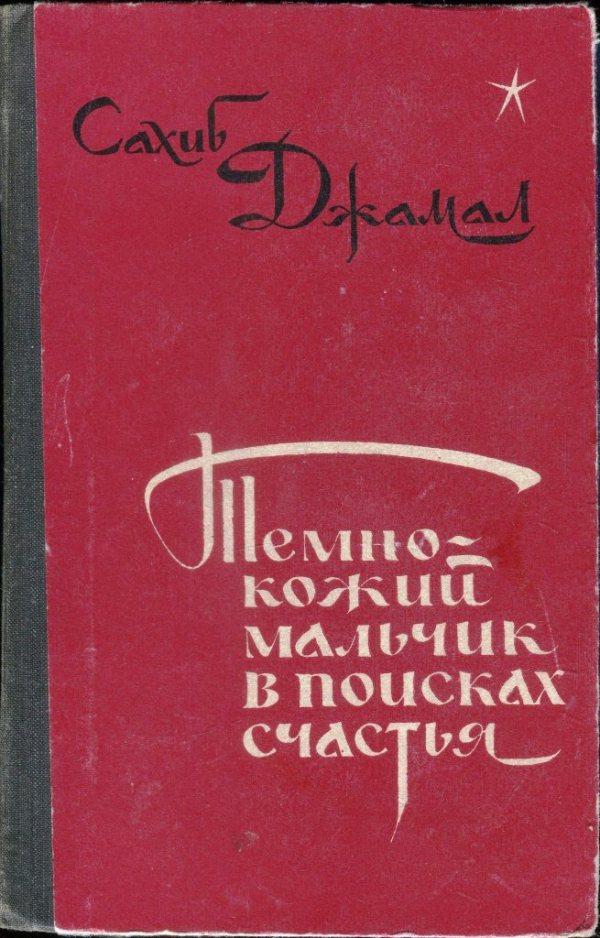 Сахиб
Джамал
Темно-
кожий
мальчик
в поисках
счастья